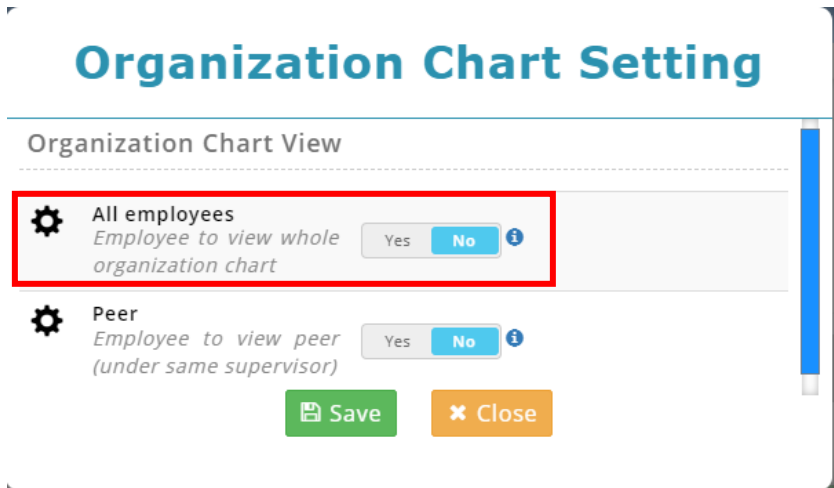 Organization Chart Setting
Organization Chart View
All employees
Employee to view whole
organization chart
Yes No
Peer
Employee to view peer
(under same supervisor)
Yes No
Save Close